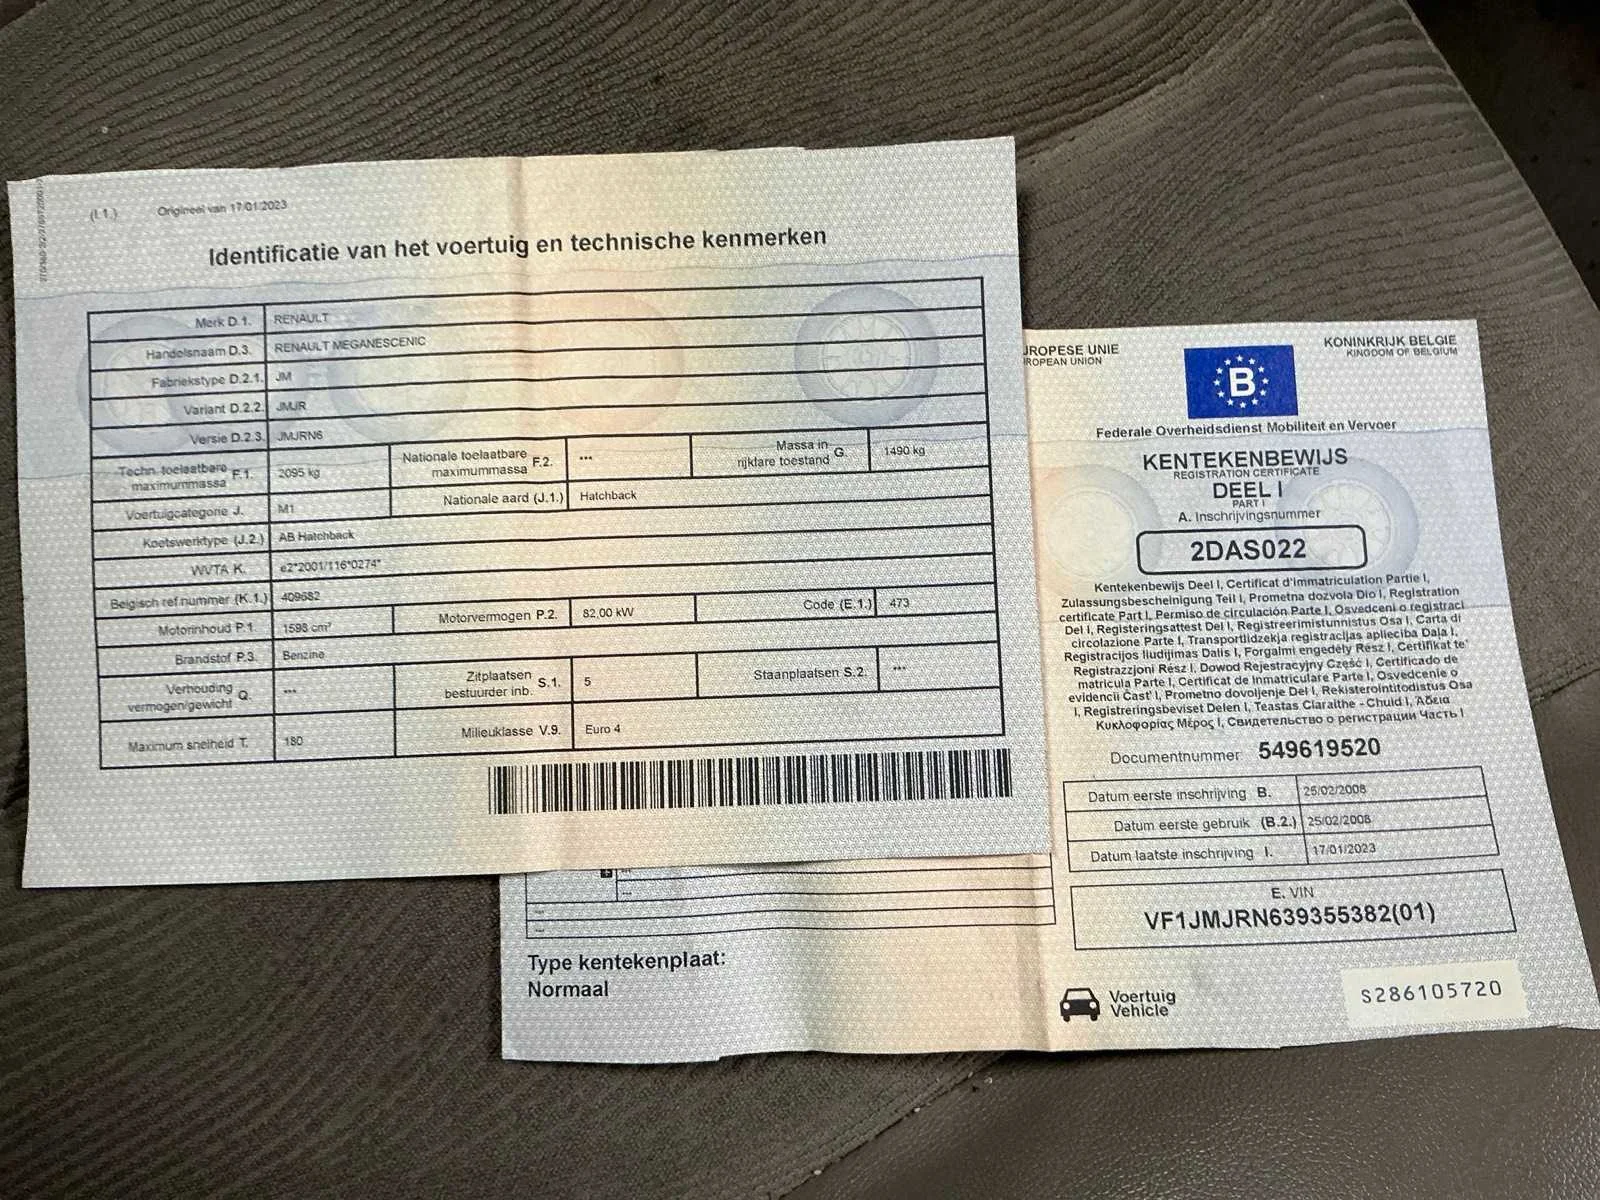 (I.1.) Origineel van 17/01/2023
Identificatie van het voertuig en technische kenmerken
Merk D.1. RENAULT
Handelsnaam D.3. RENAULT MEGANESCENIC
Fabriekstype D.2.1. JM
Variant D.2.2. JMJR
Versie D.2.3. JMJRN6
Techn. toelaatbare maximummassa F.1. 2095 kg Nationale toelaatbare maximummassa F.2. --- Massa in rijklare toestand G. 1490 kg
Voertuigcategorie J. M1 Nationale aard (J.1.) Hatchback
Koetswerktype (J.2.) AB Hatchback
WVTA K. e2*2001/116*0274*
Belgisch ref.nummer (K.1.) 409682
Motorinhoud P.1. 1598 cm³ Motorvermogen P.2. 82,00 kW Code (E.1.) 473
Brandstof P.3. Benzine
Verhouding vermogen/gewicht Q. --- Zitplaatsen bestuurder inb. S.1. 5 Staanplaatsen S.2. ---
Maximum snelheid T. 180 Milieuklasse V.9. Euro 4
---
---
---
---
Type kentekenplaat:
Normaal
UROPESE UNIE
ROPEAN UNION
B
KONINKRIJK BELGIE
KINGDOM OF BELGIUM
Federale Overheidsdienst Mobiliteit en Vervoer
KENTEKENBEWIJS
REGISTRATION CERTIFICATE
DEEL I
PART I
A. Inschrijvingsnummer
2DAS022
Kentekenbewijs Deel I, Certificat d'immatriculation Partie I,
Zulassungsbescheinigung Teil I, Prometna dozvola Dio I, Registration
certificate Part I, Permiso de circulación Parte I, Osvedceni o registraci
Del I, Registeringsattest Del I, Registreerimistunnistus Osa I, Carta di
circolazione Parte I, Transportlidzekja registracijas apliecība Daļa I,
Registracijos liudijimas Dalis I, Forgalmi engedély Rész I, Certifikat te'
Registrazzjoni Rész I, Dowod Rejestracyjny Część I, Certificado de
matricula Parte I, Certificat de Inmatriculare Parte I, Osvedcenie o
evidencii Čast' I, Prometno dovoljenje Del I, Rekisterointitodistus Osa
I, Registreringsbeviset Delen I, Teastas Claraithe - Chuid I, Άδεια
Κυκλοφορίας Μέρος I, Свидетельство о регистрации Часть I
Documentnummer 549619520
Datum eerste inschrijving B. 25/02/2008
Datum eerste gebruik (B.2.) 25/02/2008
Datum laatste inschrijving I. 17/01/2023
E. VIN
VF1JMJRN639355382(01)
Voertuig
Vehicle
S286105720